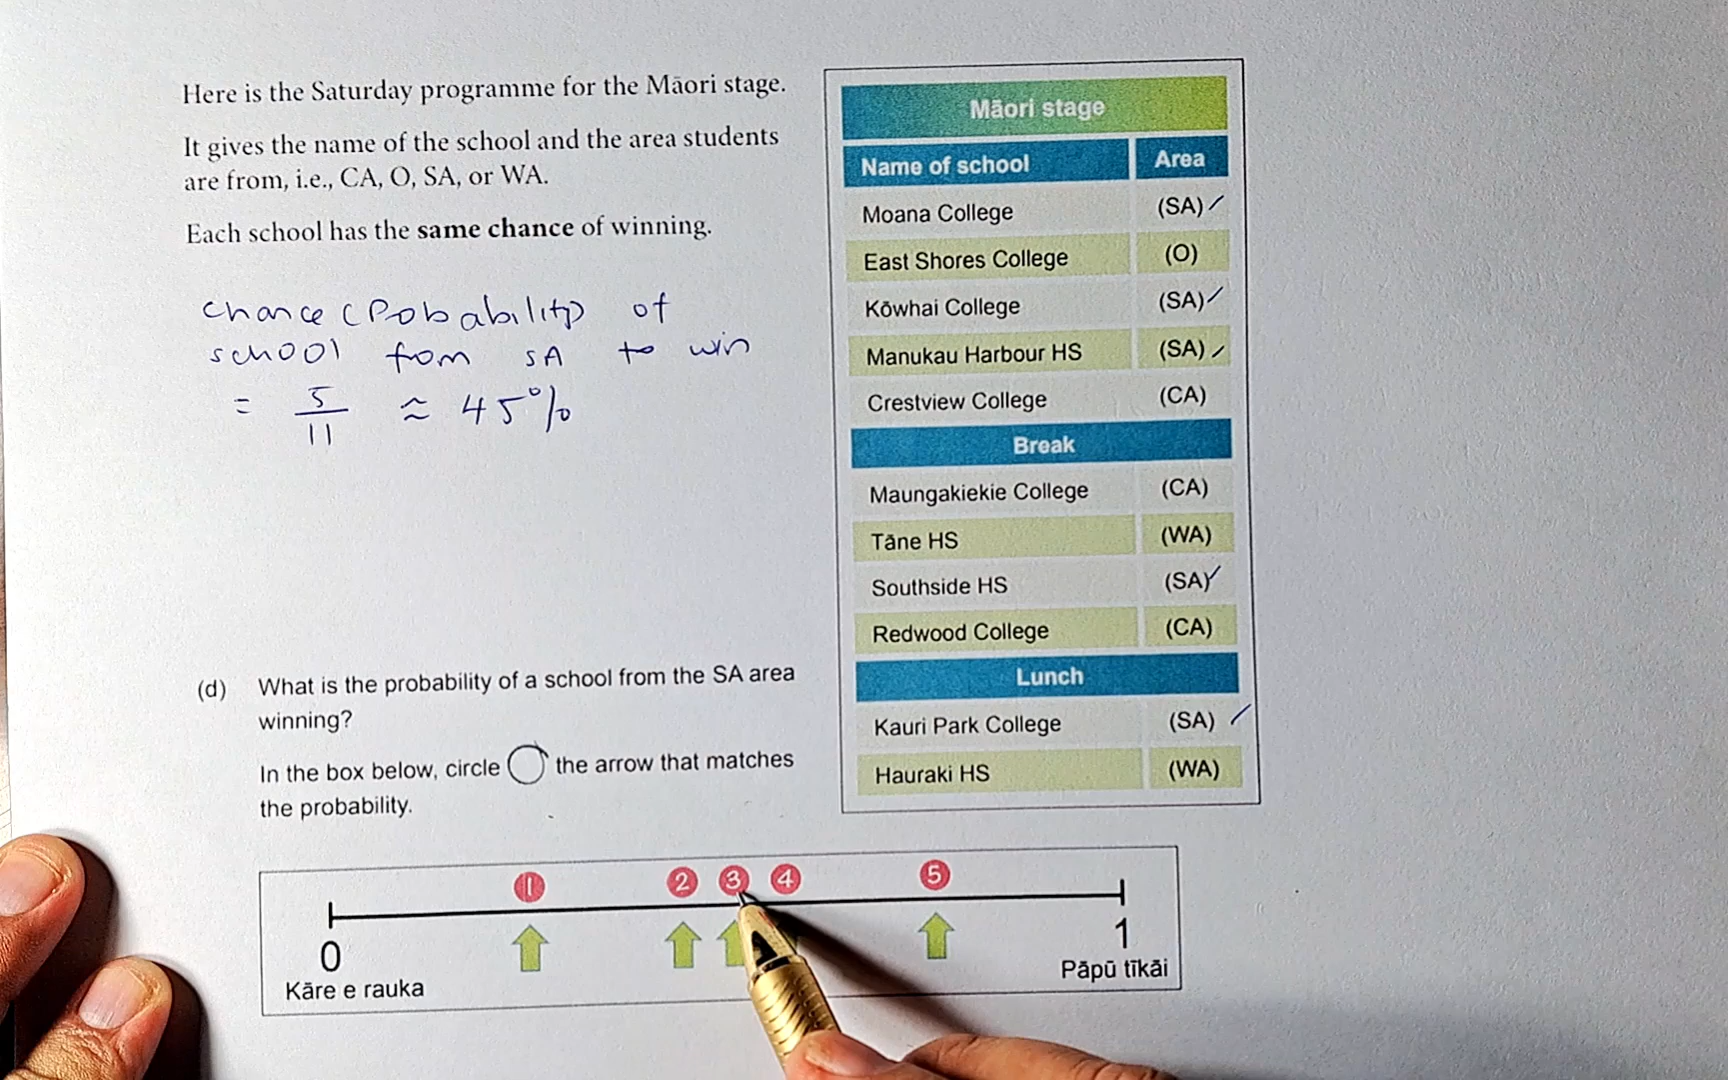 Here is the Saturday programme for the Māori stage.
It gives the name of the school and the area students
are from, i.e., CA, O, SA, or WA.
Each school has the same chance of winning.
chance (Probability) of
school from SA to win
= 5/11 ≈ 45%
(d) What is the probability of a school from the SA area
winning?
In the box below, circle the arrow that matches
the probability.
Māori stage
Name of school Area
Moana College (SA)
East Shores College (O)
Kōwhai College (SA)
Manukau Harbour HS (SA)
Crestview College (CA)
Break
Maungakiekie College (CA)
Tāne HS (WA)
Southside HS (SA)
Redwood College (CA)
Lunch
Kauri Park College (SA)
Hauraki HS (WA)
1 2 3 4 5
0 1
Kāre e rauka Pāpū tīkāi